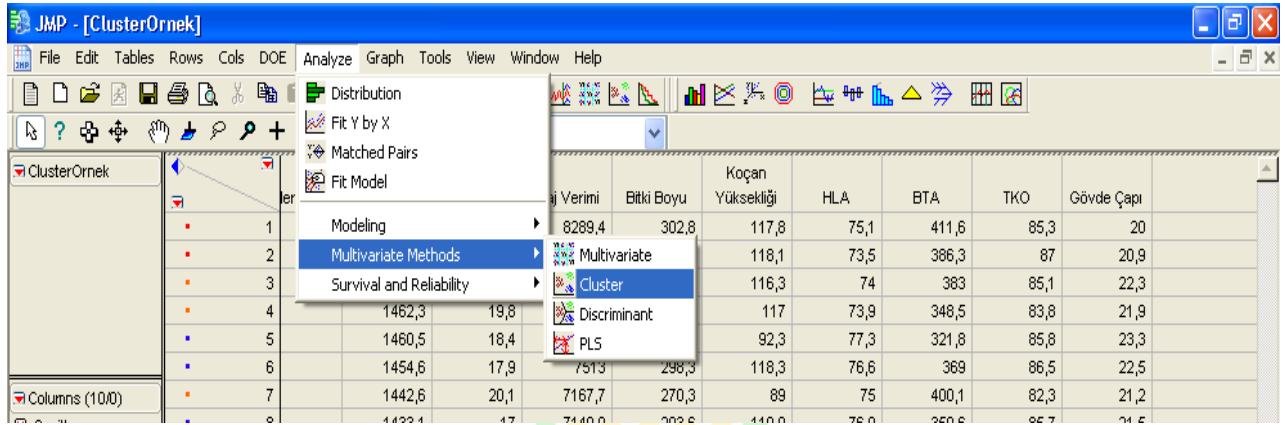 JMP - [ClusterOrnek]
File Edit Tables Rows Cols DOE Analyze Graph Tools View Window Help
Distribution
Fit Y by X
Matched Pairs
Fit Model
Modeling
Multivariate Methods
Survival and Reliability
Multivariate
Cluster
Discriminant
PLS
ClusterOrnek
Columns (10/0)
Verimi Bitki Boyu Koçan Yüksekliği HLA BTA TKO Gövde Çapı
1 8289,4 302,8 117,8 75,1 411,6 85,3 20
2 118,1 73,5 386,3 87 20,9
3 116,3 74 383 85,1 22,3
4 1462,3 19,8 117 73,9 348,5 83,8 21,9
5 1460,5 18,4 92,3 77,3 321,8 85,8 23,3
6 1454,6 17,9 7513 298,3 118,3 76,6 369 86,5 22,5
7 1442,6 20,1 7167,7 270,3 89 75 400,1 82,3 21,2